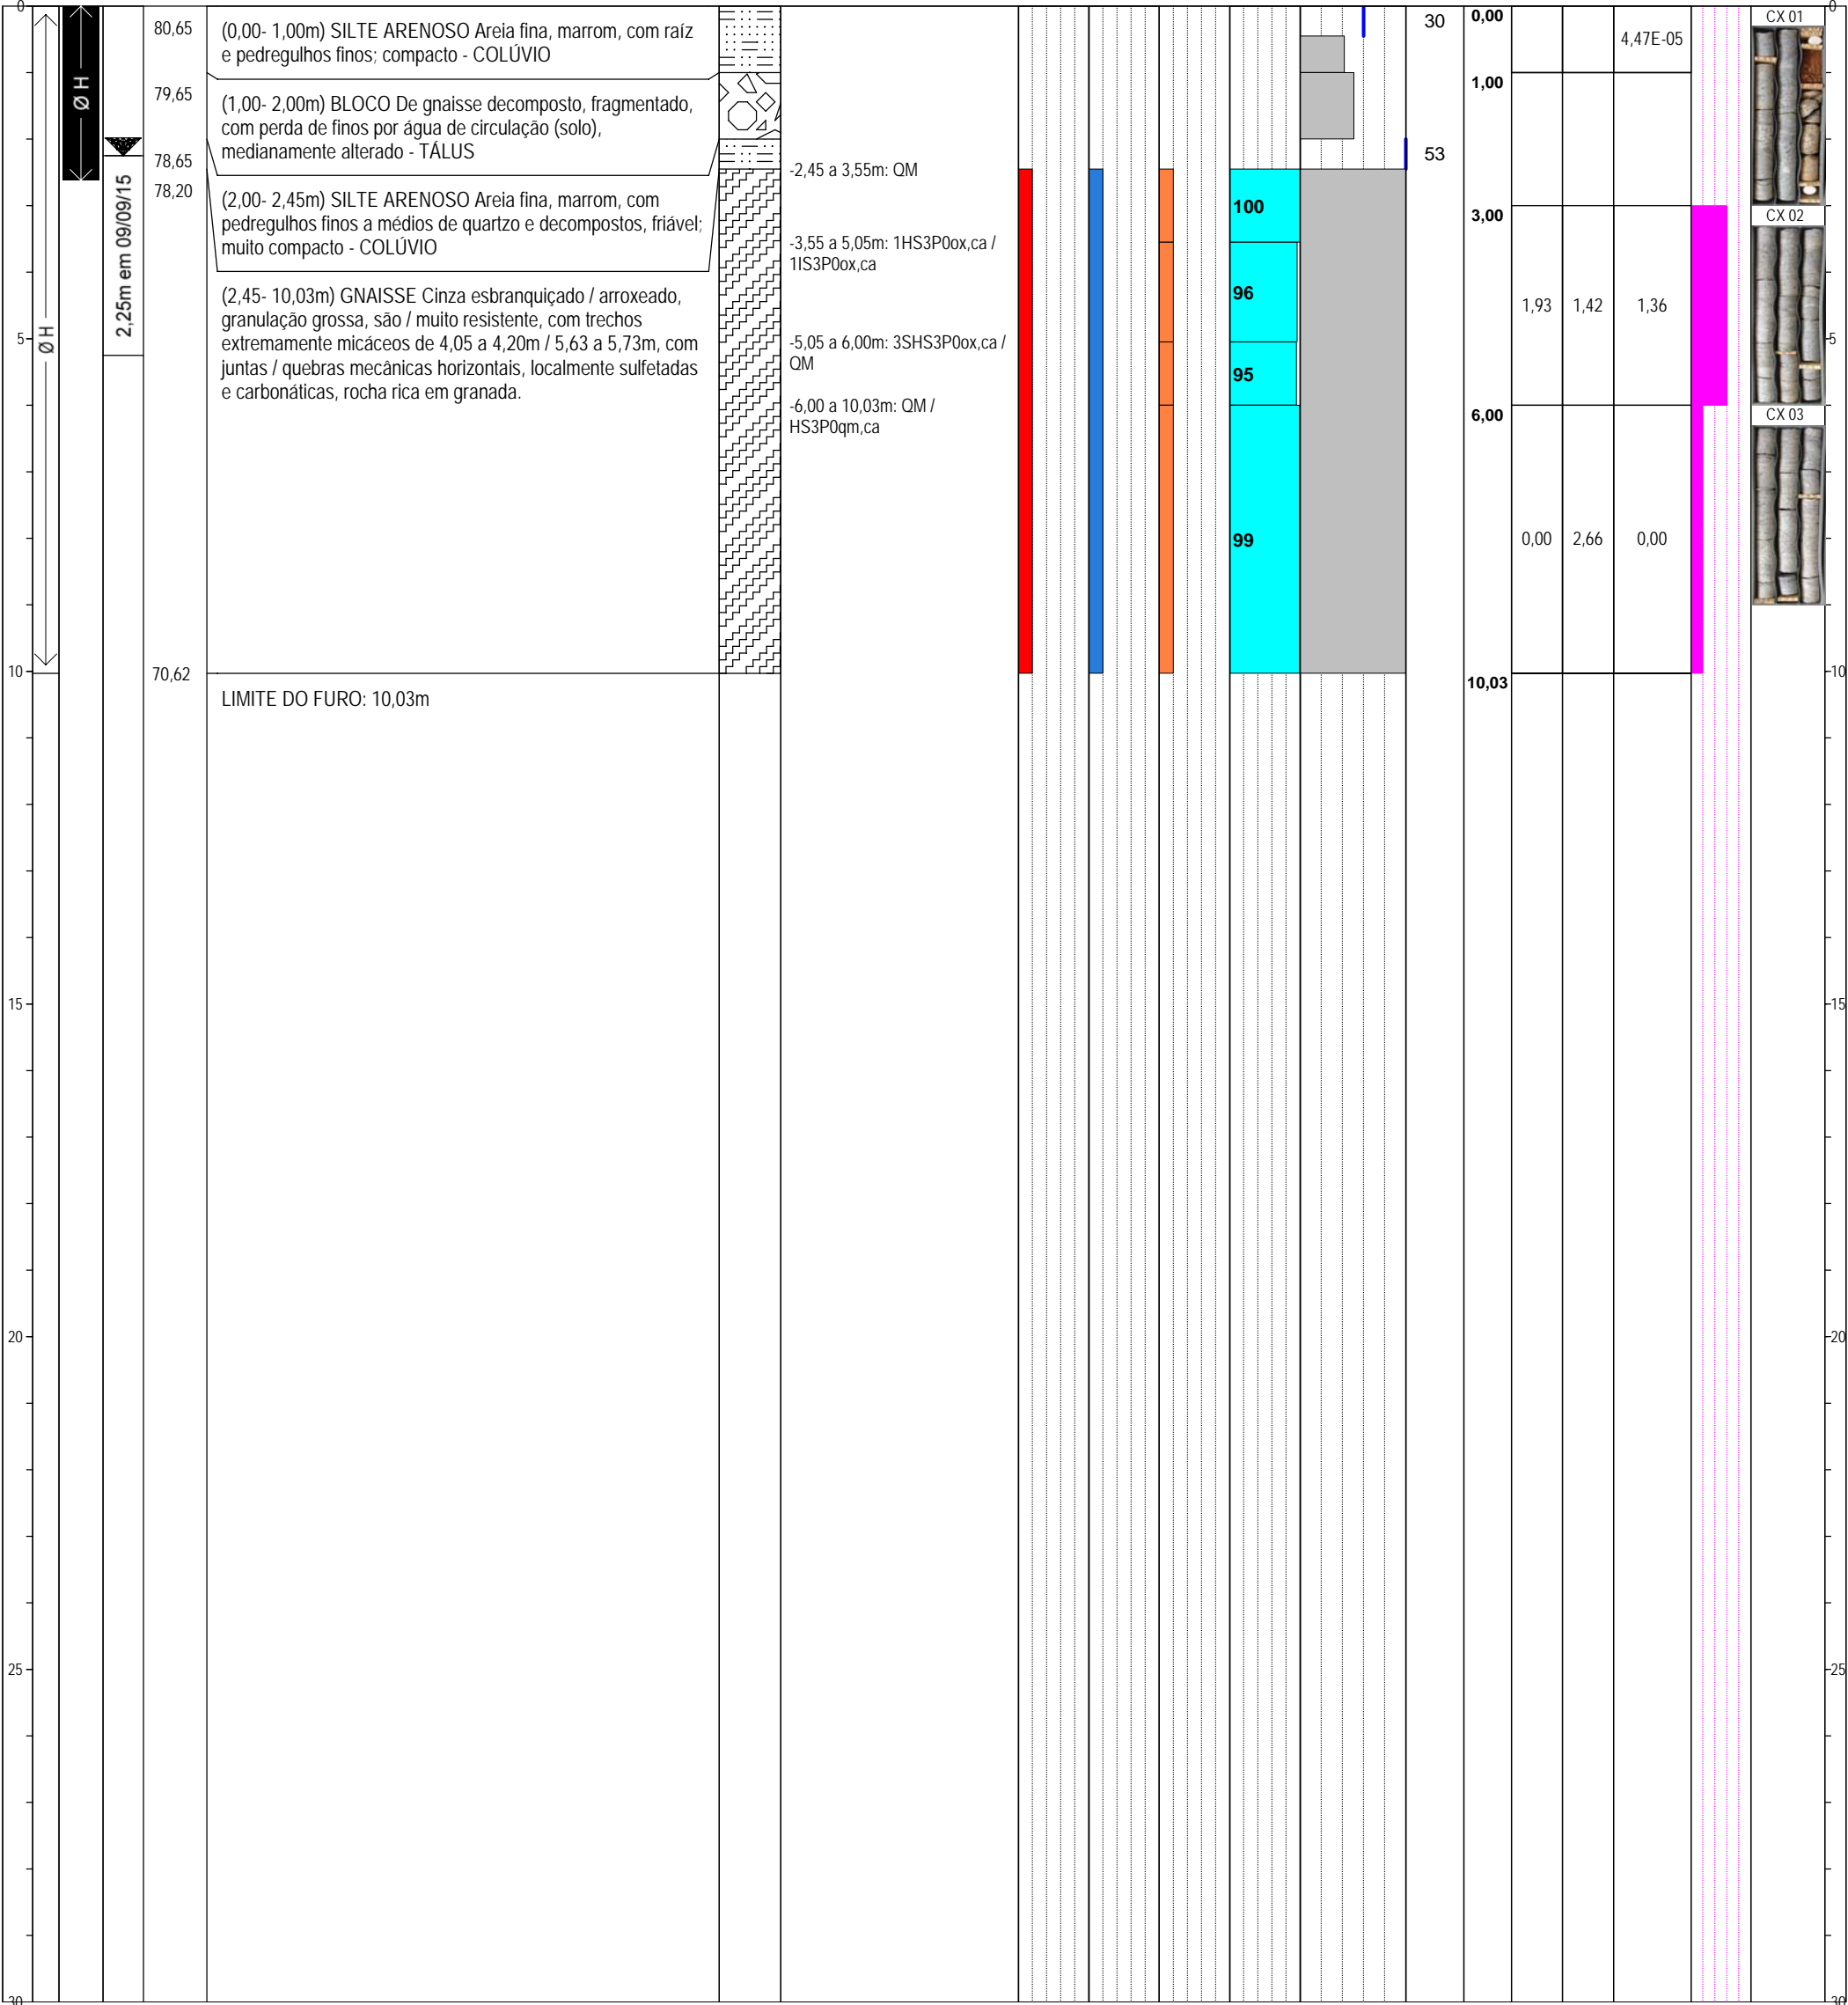 0
5
10
15
20
25
30
Ø H
Ø H
2,25m em 09/09/15
80,65
79,65
78,65
78,20
70,62
(0,00- 1,00m) SILTE ARENOSO Areia fina, marrom, com raíz
e pedregulhos finos; compacto - COLÚVIO
(1,00- 2,00m) BLOCO De gnaisse decomposto, fragmentado,
com perda de finos por água de circulação (solo),
medianamente alterado - TÁLUS
(2,00- 2,45m) SILTE ARENOSO Areia fina, marrom, com
pedregulhos finos a médios de quartzo e decompostos, friável;
muito compacto - COLÚVIO
(2,45- 10,03m) GNAISSE Cinza esbranquiçado / arroxeado,
granulação grossa, são / muito resistente, com trechos
extremamente micáceos de 4,05 a 4,20m / 5,63 a 5,73m, com
juntas / quebras mecânicas horizontais, localmente sulfetadas
e carbonáticas, rocha rica em granada.
LIMITE DO FURO: 10,03m
-2,45 a 3,55m: QM
-3,55 a 5,05m: 1HS3P0ox,ca /
1IS3P0ox,ca
-5,05 a 6,00m: 3SHS3P0ox,ca /
QM
-6,00 a 10,03m: QM /
HS3P0qm,ca
100
96
95
99
30
53
0,00
1,00
3,00
6,00
10,03
4,47E-05
1,93 1,42 1,36
0,00 2,66 0,00
CX 01
CX 02
CX 03
0
5
10
15
20
25
30